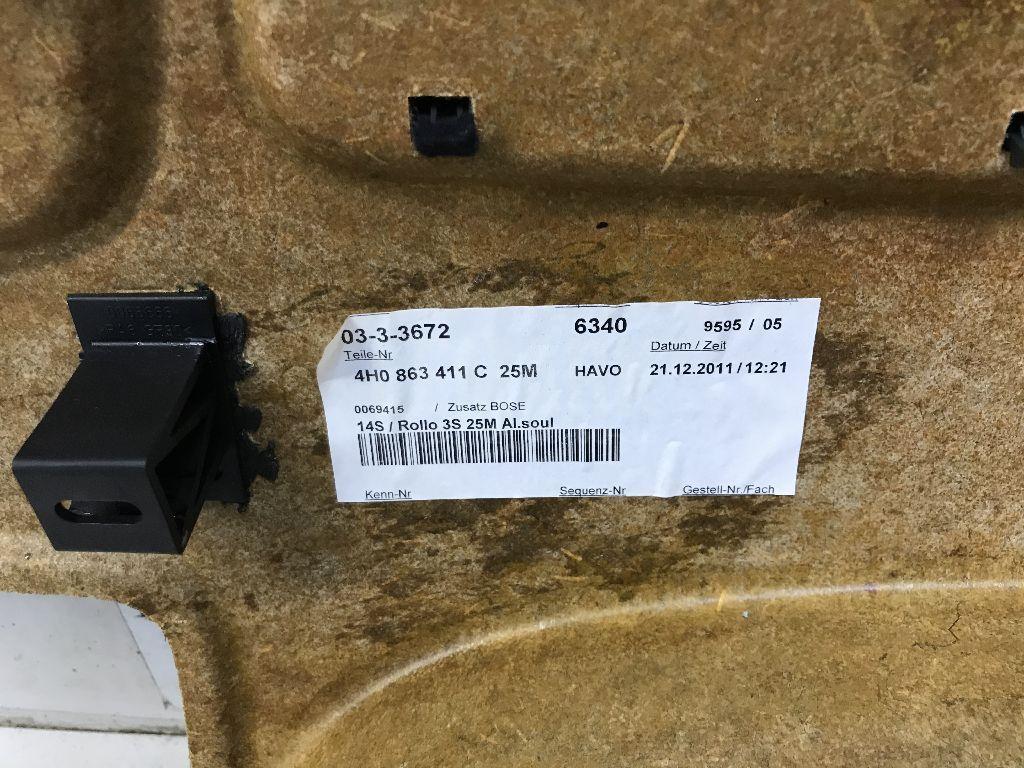 03-3-3672 6340 9595 / 05
Teile-Nr Datum / Zeit
4H0 863 411 C 25M HAVO 21.12.2011/12:21
0069415 / Zusatz BOSE
14S / Rollo 3S 25M Al.soul
Kenn-Nr Sequenz-Nr Gestell-Nr./Fach